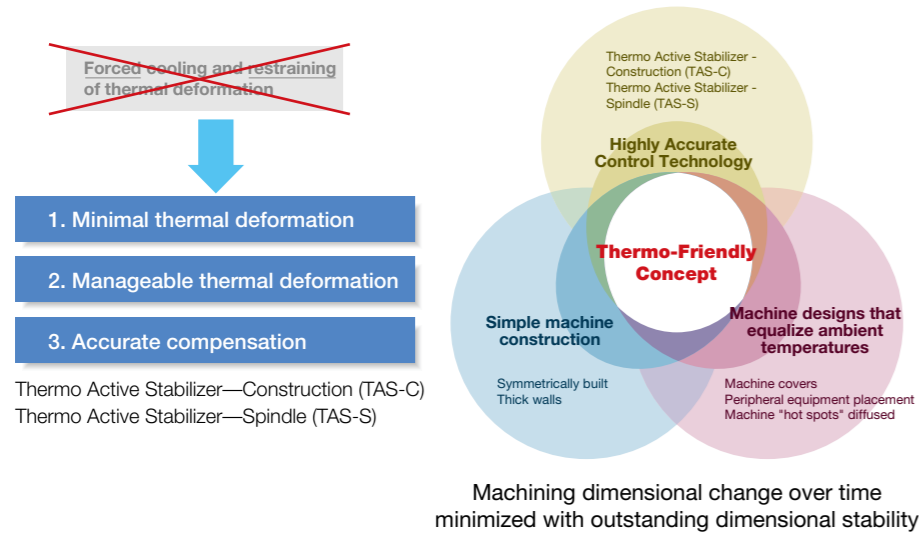 Forced cooling and restraining
of thermal deformation
1. Minimal thermal deformation
2. Manageable thermal deformation
3. Accurate compensation
Thermo Active Stabilizer—Construction (TAS-C)
Thermo Active Stabilizer—Spindle (TAS-S)
Thermo Active Stabilizer -
Construction (TAS-C)
Thermo Active Stabilizer -
Spindle (TAS-S)
Highly Accurate
Control Technology
Thermo-Friendly
Concept
Simple machine
construction
Symmetrically built
Thick walls
Machine designs that
equalize ambient
temperatures
Machine covers
Peripheral equipment placement
Machine "hot spots" diffused
Machining dimensional change over time
minimized with outstanding dimensional stability